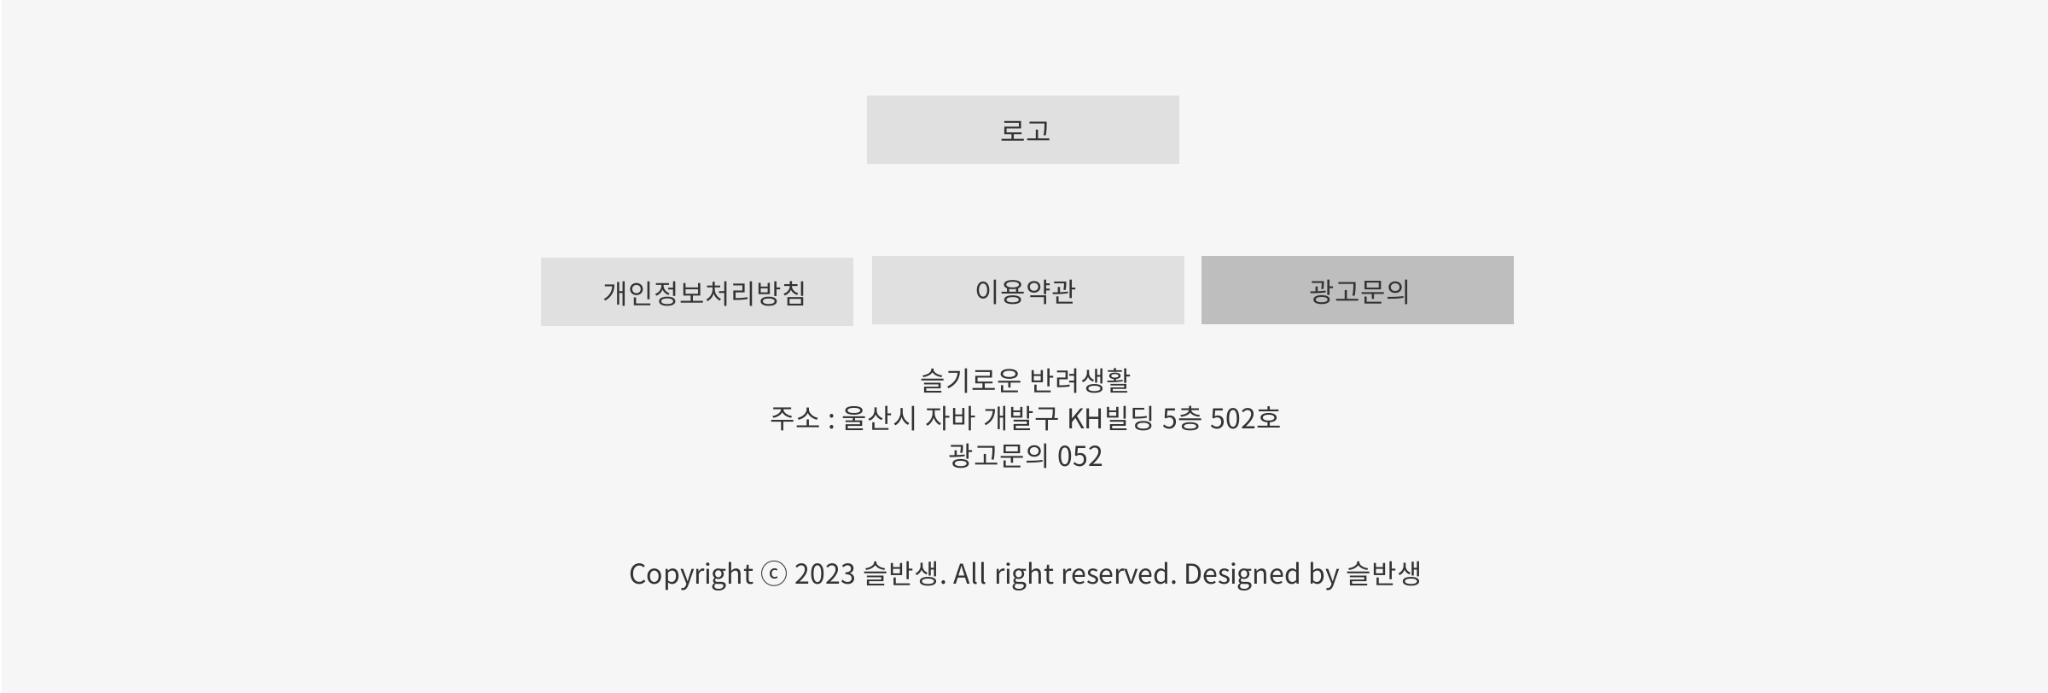 로고
개인정보처리방침 이용약관 광고문의
슬기로운 반려생활
주소 : 울산시 자바 개발구 KH빌딩 5층 502호
광고문의 052
Copyright ⓒ 2023 슬반생. All right reserved. Designed by 슬반생